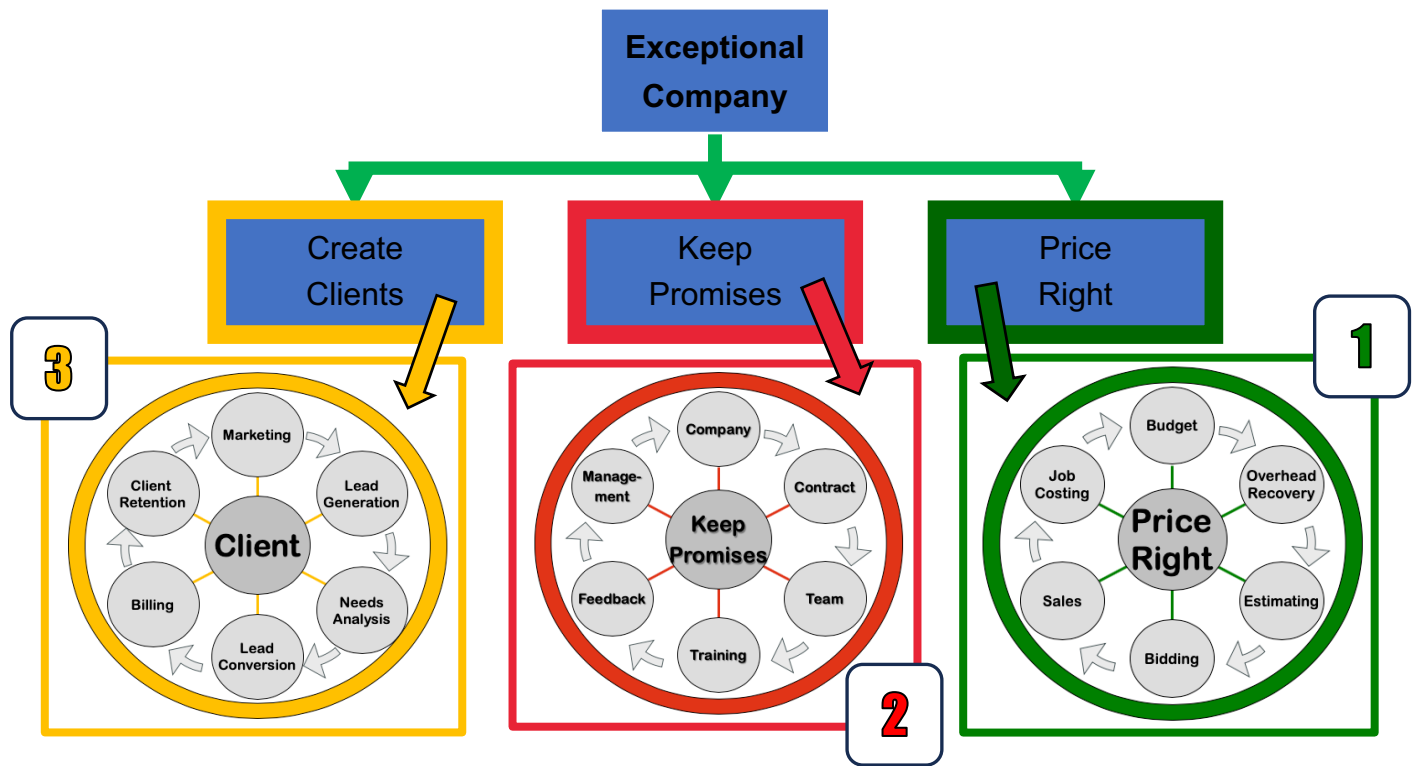 Exceptional
Company
Create
Clients
Keep
Promises
Price
Right
3
Marketing
Lead
Generation
Needs
Analysis
Lead
Conversion
Billing
Client
Retention
Client
Company
Contract
Team
Training
Feedback
Manage-
ment
Keep
Promises
2
1
Budget
Overhead
Recovery
Estimating
Bidding
Sales
Job
Costing
Price
Right